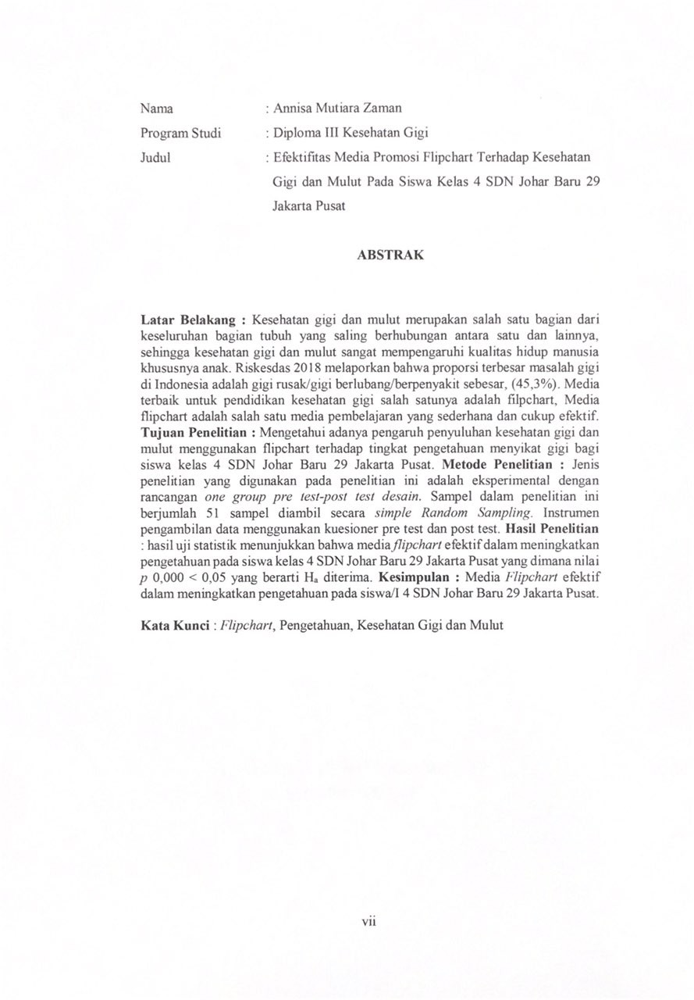 Nama : Annisa Mutiara Zaman
Program Studi : Diploma III Kesehatan Gigi
Judul : Efektifitas Media Promosi Flipchart Terhadap Kesehatan
Gigi dan Mulut Pada Siswa Kelas 4 SDN Johar Baru 29
Jakarta Pusat
ABSTRAK
Latar Belakang : Kesehatan gigi dan mulut merupakan salah satu bagian dari
keseluruhan bagian tubuh yang saling berhubungan antara satu dan lainnya,
sehingga kesehatan gigi dan mulut sangat mempengaruhi kualitas hidup manusia
khususnya anak. Riskesdas 2018 melaporkan bahwa proporsi terbesar masalah gigi
di Indonesia adalah gigi rusak/gigi berlubang/berpenyakit sebesar, (45,3%). Media
terbaik untuk pendidikan kesehatan gigi salah satunya adalah filpchart, Media
flipchart adalah salah satu media pembelajaran yang sederhana dan cukup efektif.
Tujuan Penelitian : Mengetahui adanya pengaruh penyuluhan kesehatan gigi dan
mulut menggunakan flipchart terhadap tingkat pengetahuan menyikat gigi bagi
siswa kelas 4 SDN Johar Baru 29 Jakarta Pusat. Metode Penelitian : Jenis
penelitian yang digunakan pada penelitian ini adalah eksperimental dengan
rancangan one group pre test-post test desain. Sampel dalam penelitian ini
berjumlah 51 sampel diambil secara simple Random Sampling. Instrumen
pengambilan data menggunakan kuesioner pre test dan post test. Hasil Penelitian
: hasil uji statistik menunjukkan bahwa media flipchart efektif dalam meningkatkan
pengetahuan pada siswa kelas 4 SDN Johar Baru 29 Jakarta Pusat yang dimana nilai
p 0,000 < 0,05 yang berarti Hₐ diterima. Kesimpulan : Media Flipchart efektif
dalam meningkatkan pengetahuan pada siswa/I 4 SDN Johar Baru 29 Jakarta Pusat.
Kata Kunci : Flipchart, Pengetahuan, Kesehatan Gigi dan Mulut
vii